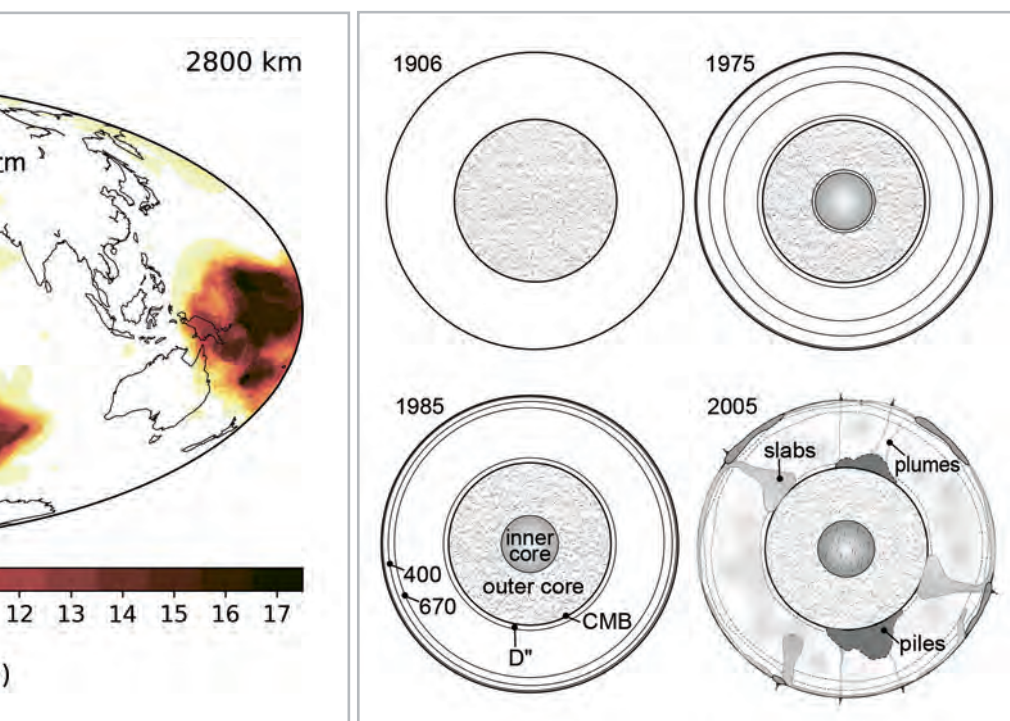 2800 km
:m
12 13 14 15 16 17
)
1906
1975
1985
2005
inner
core
outer core
400
670
CMB
D"
slabs
plumes
piles